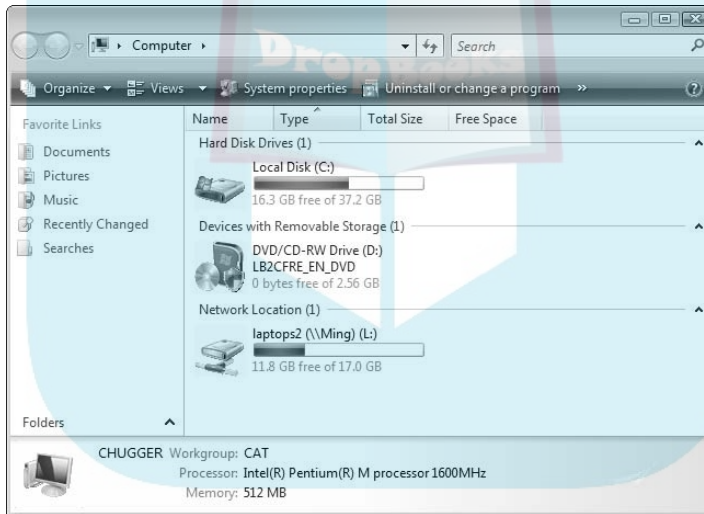 Drop Books
Computer
Search
Organize Views System properties Uninstall or change a program »
Favorite Links
Documents
Pictures
Music
Recently Changed
Searches
Folders
Name Type Total Size Free Space
Hard Disk Drives (1)
Local Disk (C:)
16.3 GB free of 37.2 GB
Devices with Removable Storage (1)
DVD/CD-RW Drive (D:)
LB2CFRE_EN_DVD
0 bytes free of 2.56 GB
Network Location (1)
laptops2 (\\Ming) (L:)
11.8 GB free of 17.0 GB
CHUGGER Workgroup: CAT
Processor: Intel(R) Pentium(R) M processor 1600MHz
Memory: 512 MB